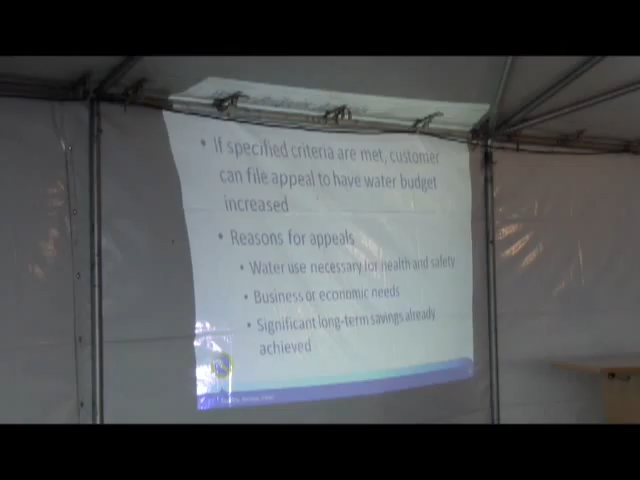 • If specified criteria are met, customer
can file appeal to have water budget
increased
• Reasons for appeals
• Water use necessary for health and safety
• Business or economic needs
• Significant long-term savings already
achieved